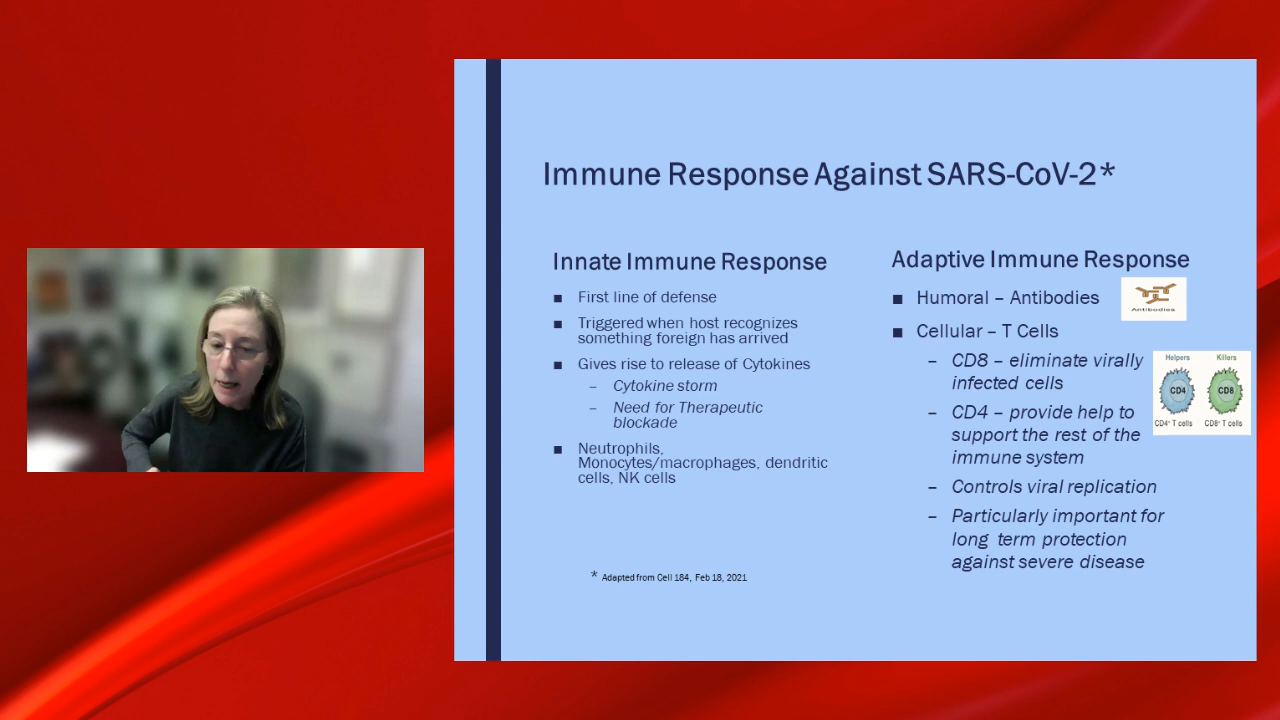 Immune Response Against SARS-CoV-2*
Innate Immune Response
■ First line of defense
■ Triggered when host recognizes
something foreign has arrived
■ Gives rise to release of Cytokines
– Cytokine storm
– Need for Therapeutic
blockade
■ Neutrophils,
Monocytes/macrophages, dendritic
cells, NK cells
* Adapted from Cell 184, Feb 18, 2021
Adaptive Immune Response
■ Humoral – Antibodies
Antibodies
■ Cellular – T Cells
– CD8 – eliminate virally
infected cells
– CD4 – provide help to
support the rest of the
immune system
– Controls viral replication
– Particularly important for
long term protection
against severe disease
Helpers Killers
CD4 CD8
CD4⁺ T cells CD8⁺ T cells